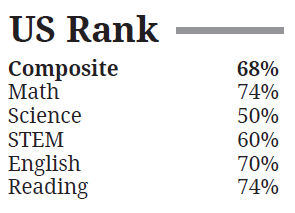 US Rank
Composite 68%
Math 74%
Science 50%
STEM 60%
English 70%
Reading 74%